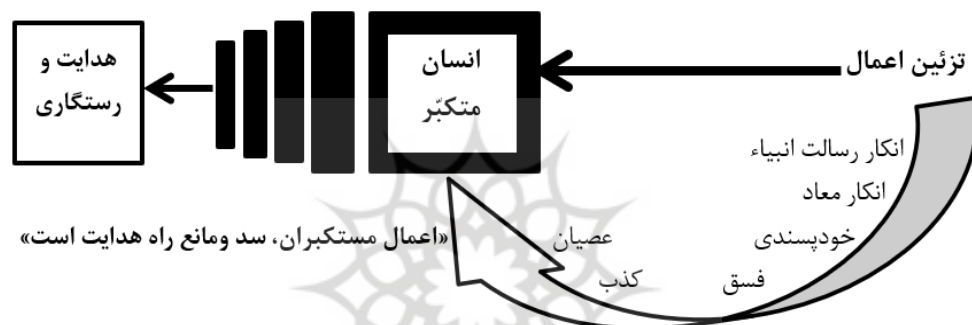 تزئین اعمال
انسان
متکبّر
هدایت و
رستگاری
انکار رسالت انبیاء
انکار معاد
خودپسندی
فسق
کذب
عصیان
«اعمال مستکبران، سد ومانع راه هدایت است»